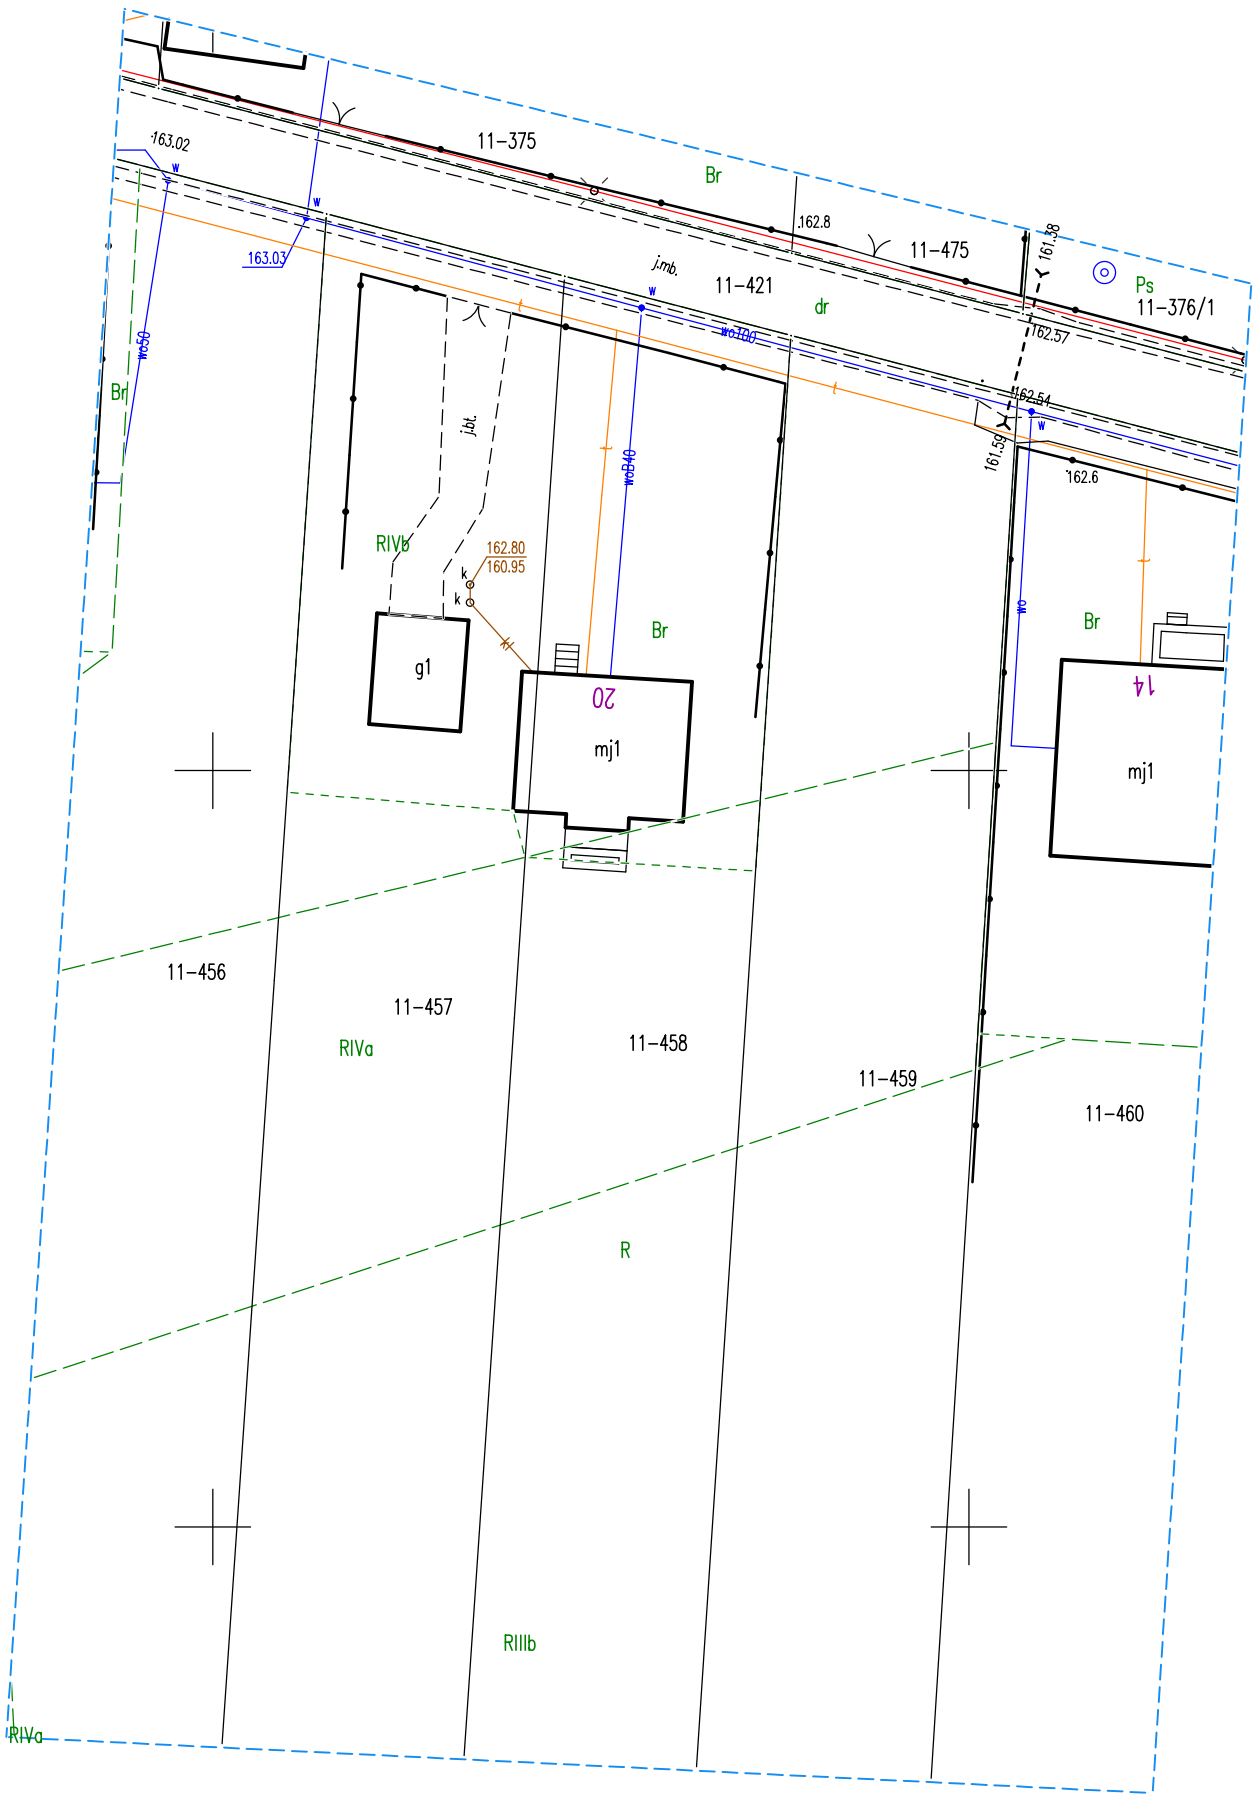 163.02
w
11-375
Br
162.8
11-475
161.38
Ps
11-376/1
w
163.03
j.mb.
11-421
dr
w
wo100
162.57
wo50
t
t
162.54
w
161.59
Br
j.bt.
t
woB40
162.6
RIVb
162.80
160.95
k
k
t
wo
Br
Br
g1
20
14
mj1
mj1
11-456
11-457
RIVa
11-458
11-459
11-460
R
RIIIb
RIVa